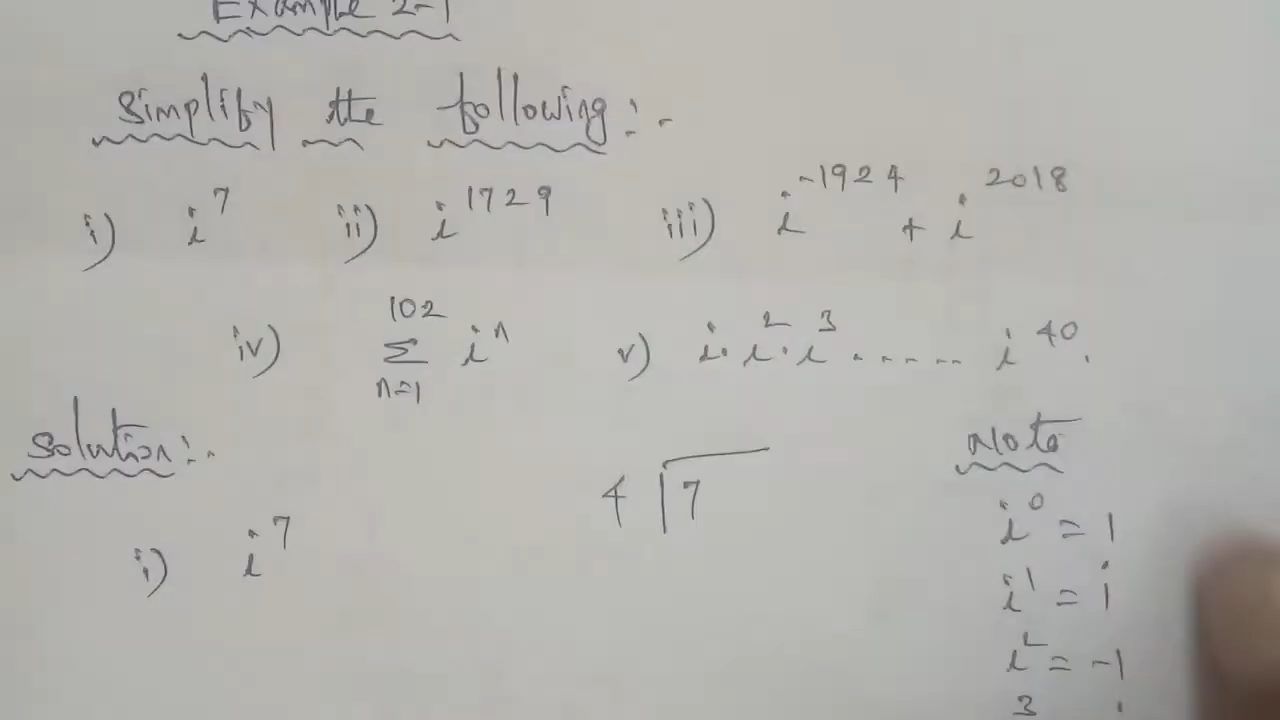 Example 2-1
Simplify the following:-
i) i^7 ii) i^1729 iii) i^-1924 + i^2018
iv) Σ_{n=1}^{102} i^n v) i.i^2.i^3 ...... i^40.
Solution:-
Note
4 | 7
i^0 = 1
i) i^7
i^1 = i
i^2 = -1
3